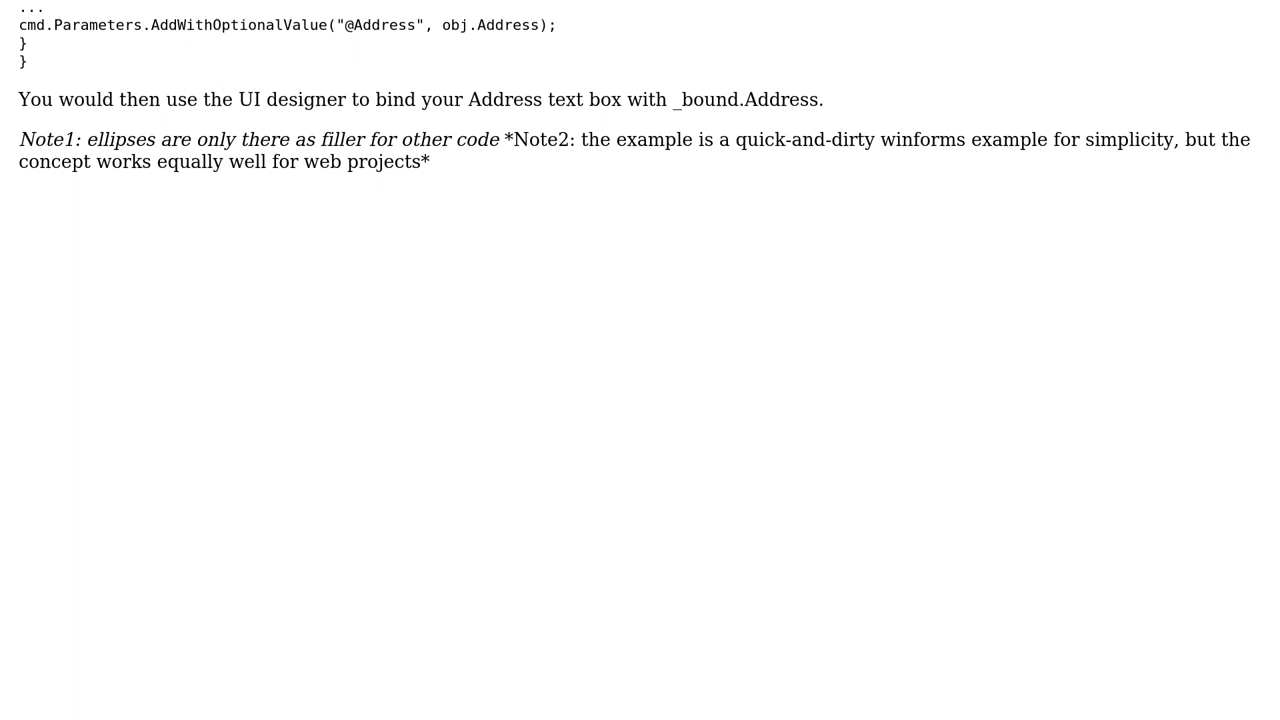 ...
cmd.Parameters.AddWithOptionalValue("@Address", obj.Address);
}
}
You would then use the UI designer to bind your Address text box with _bound.Address.
Note1: ellipses are only there as filler for other code *Note2: the example is a quick-and-dirty winforms example for simplicity, but the
concept works equally well for web projects*